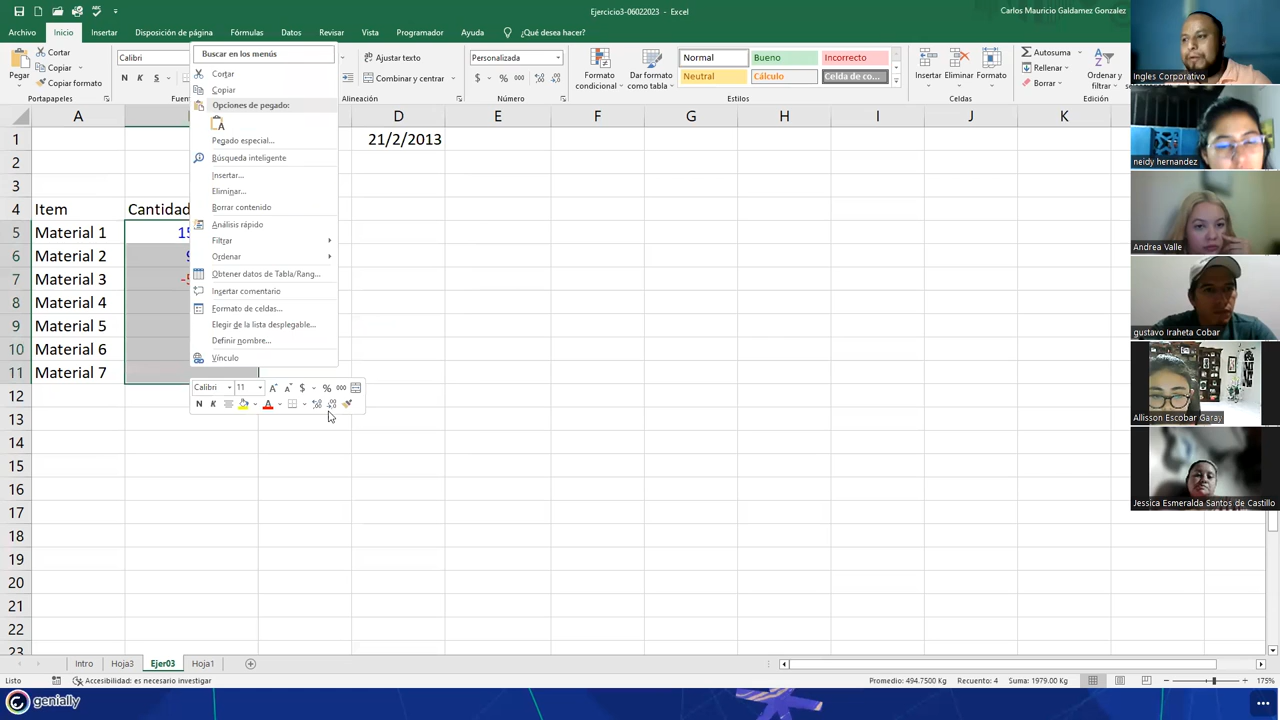 Ejercicio3-06022023 - Excel
Carlos Mauricio Galdamez Gonzalez
Archivo Inicio Insertar Disposición de página Fórmulas Datos Revisar Vista Programador Ayuda ¿Qué desea hacer?
Pegar
Cortar
Copiar
Copiar formato
Portapapeles
Calibri
N K S
Buscar en los menús
Cortar
Copiar
Opciones de pegado:
Pegado especial...
Búsqueda inteligente
Insertar...
Eliminar...
Borrar contenido
Análisis rápido
Filtrar
Ordenar
Obtener datos de Tabla/Rang...
Insertar comentario
Formato de celdas...
Elegir de la lista desplegable...
Definir nombre...
Vínculo
Calibri 11 A A $ % 000
N K A
Ajustar texto
Combinar y centrar
Alineación
Personalizada
$ % 000
Número
Formato condicional
Dar formato como tabla
Normal Bueno Incorrecto
Neutral Cálculo Celda de co...
Estilos
Insertar Eliminar Formato
Celdas
Autosuma
Rellenar
Borrar
Ordenar y filtrar
Edición
A D E F G H I J K
1 21/2/2013
2
3
4 Item Cantidad
5 Material 1 15
6 Material 2 9
7 Material 3
8 Material 4
9 Material 5
10 Material 6
11 Material 7
12
13
14
15
16
17
18
19
20
21
22
23
Intro Hoja3 Ejer03 Hoja1
Listo Accesibilidad: es necesario investigar Promedio: 494.7500 Kg Recuento: 4 Suma: 1979.00 Kg 175%
genially
Ingles Corporativo
neidy hernandez
Andrea Valle
gustavo Iraheta Cobar
Allisson Escobar Garay
Jessica Esmeralda Santos de Castillo